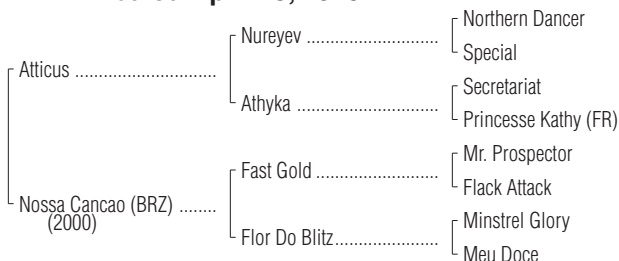 Northern Dancer
Nureyev ..............................
Special
Atticus ................................
Secretariat
Athyka ................................
Princesse Kathy (FR)
Mr. Prospector
Fast Gold ............................
Flack Attack
Nossa Cancao (BRZ) ........
(2000)
Minstrel Glory
Flor Do Blitz........................
Meu Doce